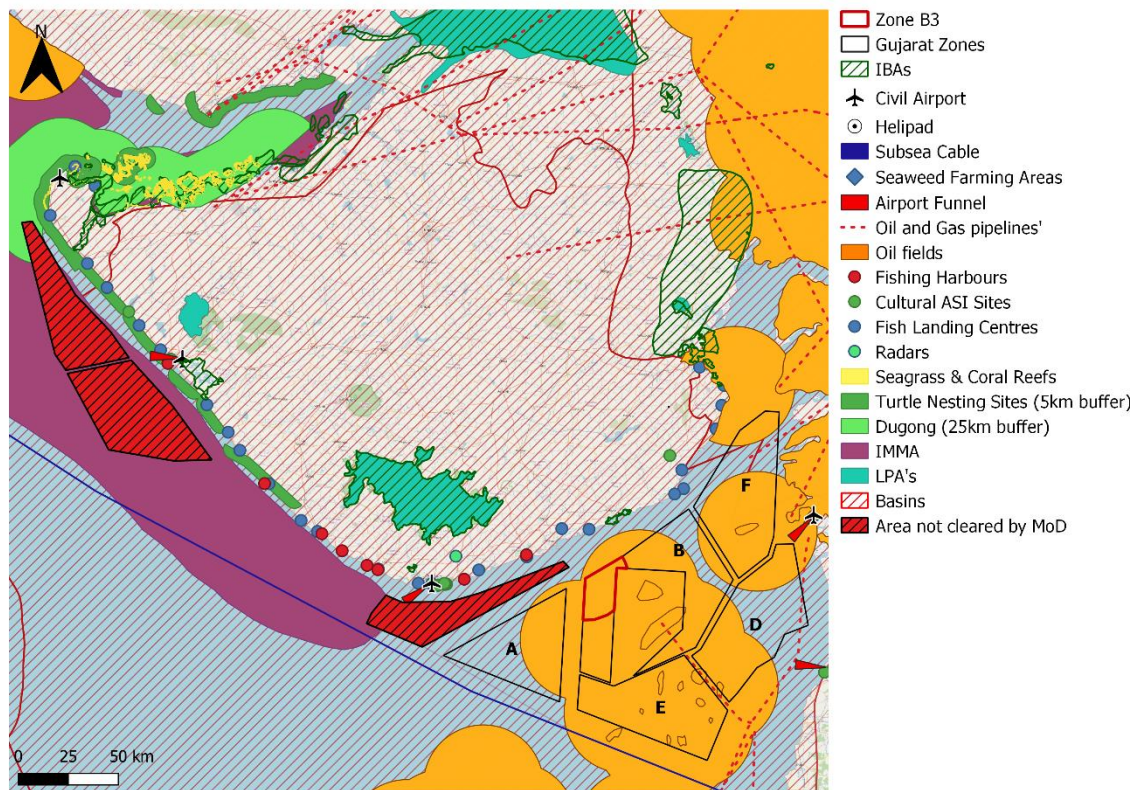 N
A
B
D
E
F
0 25 50 km
Zone B3
Gujarat Zones
IBAs
Civil Airport
Helipad
Subsea Cable
Seaweed Farming Areas
Airport Funnel
Oil and Gas pipelines'
Oil fields
Fishing Harbours
Cultural ASI Sites
Fish Landing Centres
Radars
Seagrass & Coral Reefs
Turtle Nesting Sites (5km buffer)
Dugong (25km buffer)
IMMA
LPA's
Basins
Area not cleared by MoD